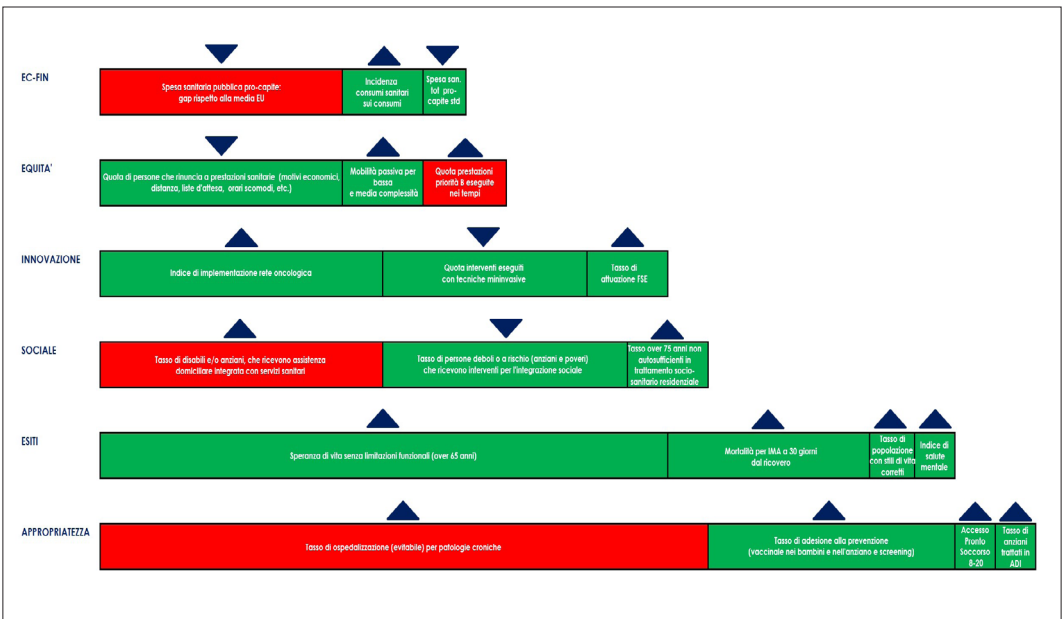 EC-FIN
Spesa sanitaria pubblica pro-capite:
gap rispetto alla media EU
Incidenza
consumi sanitari
sui consumi
Spesa san.
tot pro-
capite std
EQUITA'
Quota di persone che rinuncia a prestazioni sanitarie (motivi economici,
distanza, liste d'attesa, orari scomodi, etc.)
Mobilità passiva per
bassa
e media complessità
Quota prestazioni
priorità B eseguite
nei tempi
INNOVAZIONE
Indice di implementazione rete oncologica
Quota interventi eseguiti
con tecniche mininvasive
Tasso di
attuazione FSE
SOCIALE
Tasso di disabili e/o anziani, che ricevono assistenza
domiciliare integrata con servizi sanitari
Tasso di persone deboli o a rischio (anziani e poveri)
che ricevono interventi per l'integrazione sociale
Tasso over 75 anni non
autosufficienti in
trattamento socio-
sanitario residenziale
ESITI
Speranza di vita senza limitazioni funzionali (over 65 anni)
Mortalità per IMA a 30 giorni
dal ricovero
Tasso di
popolazione
con stili di vita
corretti
Indice di
salute
mentale
APPROPRIATEZZA
Tasso di ospedalizzazione (evitabile) per patologie croniche
Tasso di adesione alla prevenzione
(vaccinale nei bambini e nell'anziano e screening)
Accesso
Pronto
Soccorso
8-20
Tasso di
anziani
trattati in
ADI